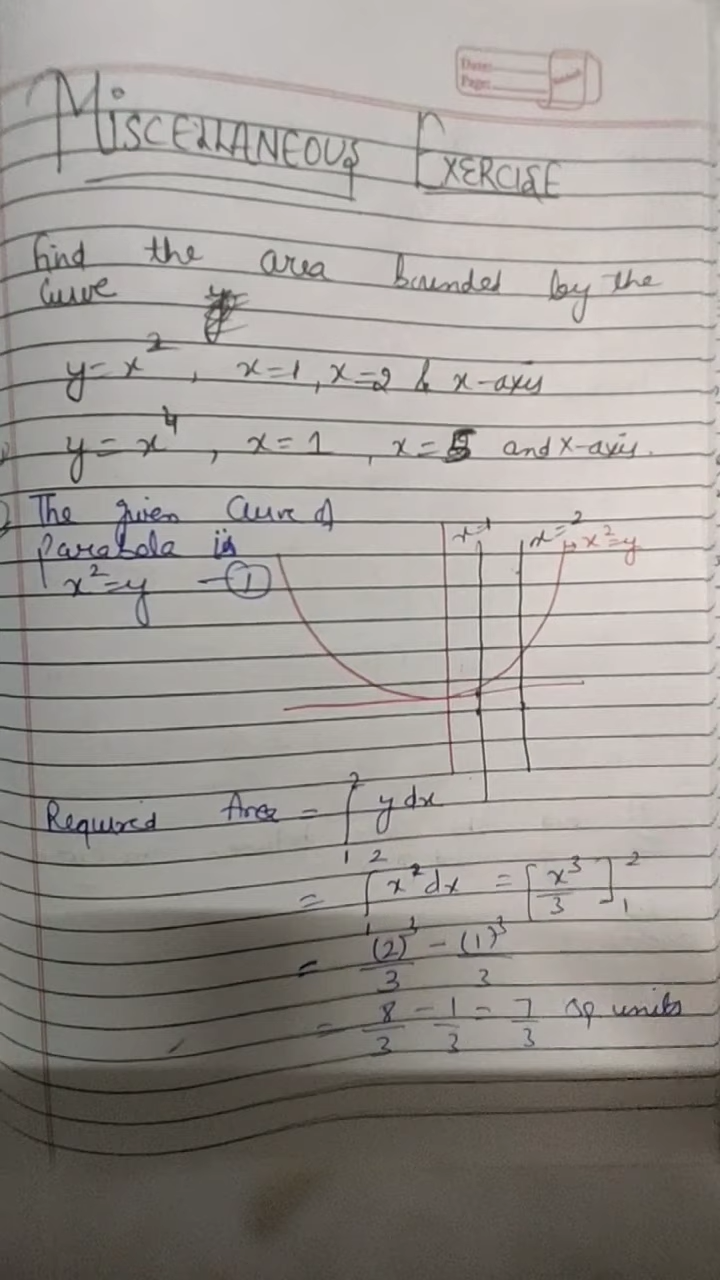 Date:
Page:
MISCELLANEOUS EXERCISE
find the area bounded by the
Curve
y=x², x=1, x=2 & x-axis
y=x⁴, x=1, x=5 and X-axis.
The given Curve of
Parabola is
x²=y —①
x=1 x=2 x²=y
Required Area = ∫₁² y dx
= ∫₁² x² dx = [x³/3]₁²
= (2)³/3 - (1)³/3
= 8/3 - 1/3 = 7/3 sq units